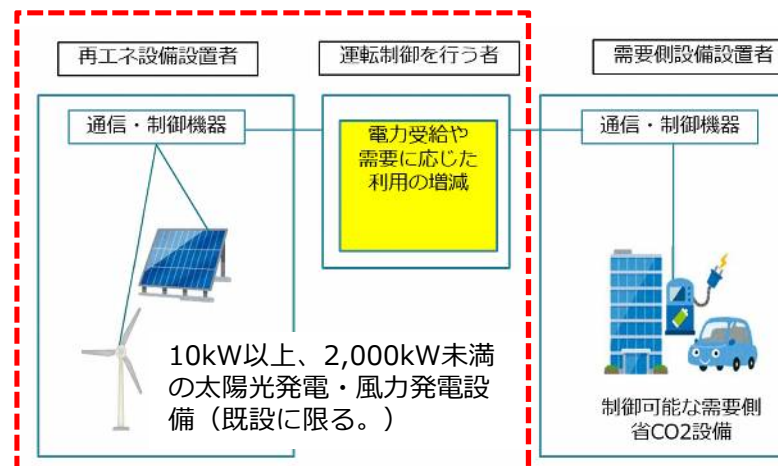 再エネ設備設置者
運転制御を行う者
需要側設備設置者
通信・制御機器
電力受給や
需要に応じた
利用の増減
通信・制御機器
10kW以上、2,000kW未満
の太陽光発電・風力発電設
備（既設に限る。）
制御可能な需要側
省CO2設備